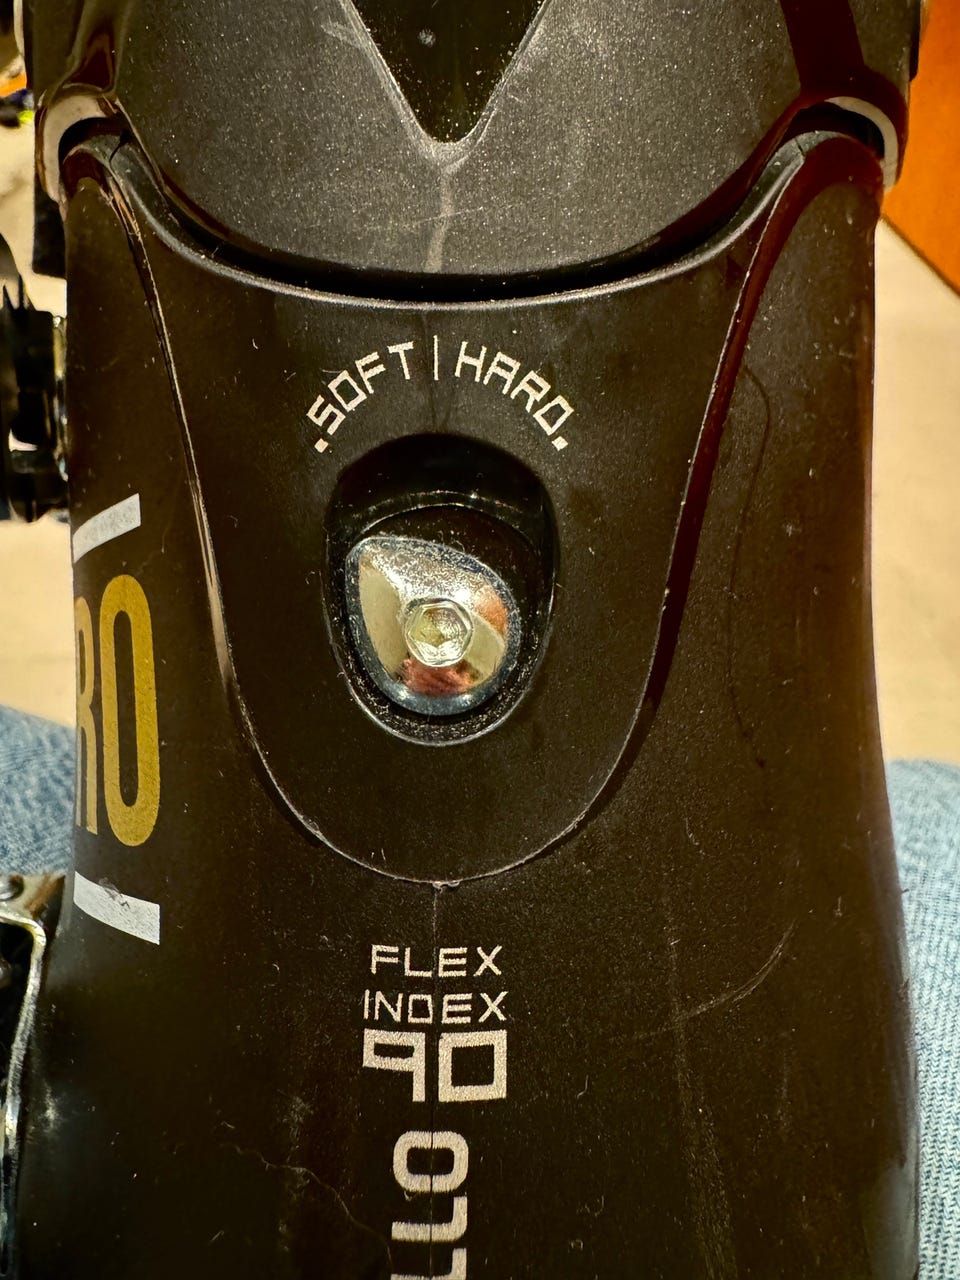 .SOFT | HARD.
RO
FLEX
INDEX
90